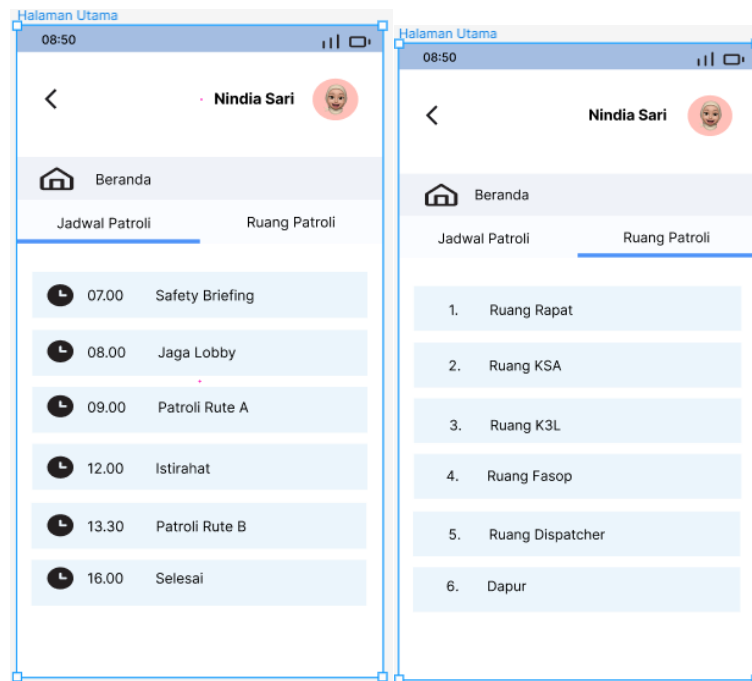 Halaman Utama
08:50
Nindia Sari
Beranda
Jadwal Patroli Ruang Patroli
07.00 Safety Briefing
08.00 Jaga Lobby
09.00 Patroli Rute A
12.00 Istirahat
13.30 Patroli Rute B
16.00 Selesai
Halaman Utama
08:50
Nindia Sari
Beranda
Jadwal Patroli Ruang Patroli
1. Ruang Rapat
2. Ruang KSA
3. Ruang K3L
4. Ruang Fasop
5. Ruang Dispatcher
6. Dapur